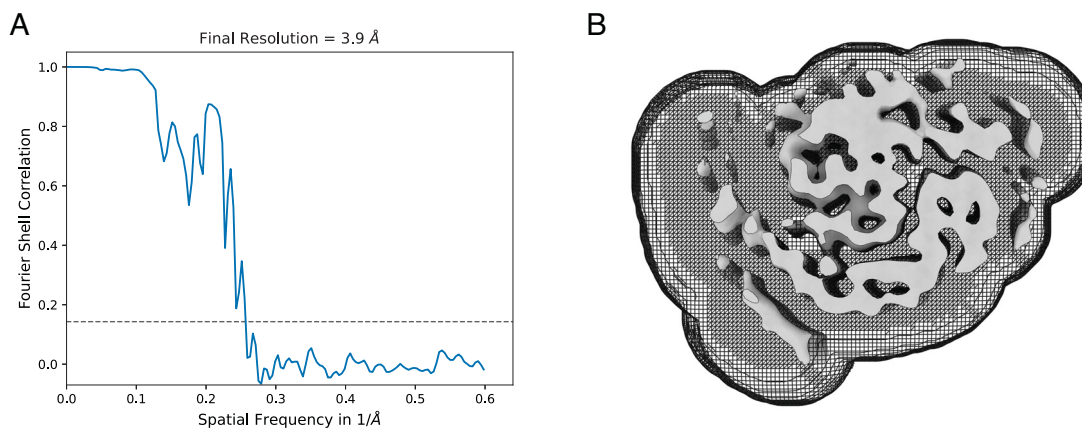 A
Final Resolution = 3.9 Å
1.0
0.8
0.6
0.4
0.2
0.0
Fourier Shell Correlation
0.0 0.1 0.2 0.3 0.4 0.5 0.6
Spatial Frequency in 1/Å
B